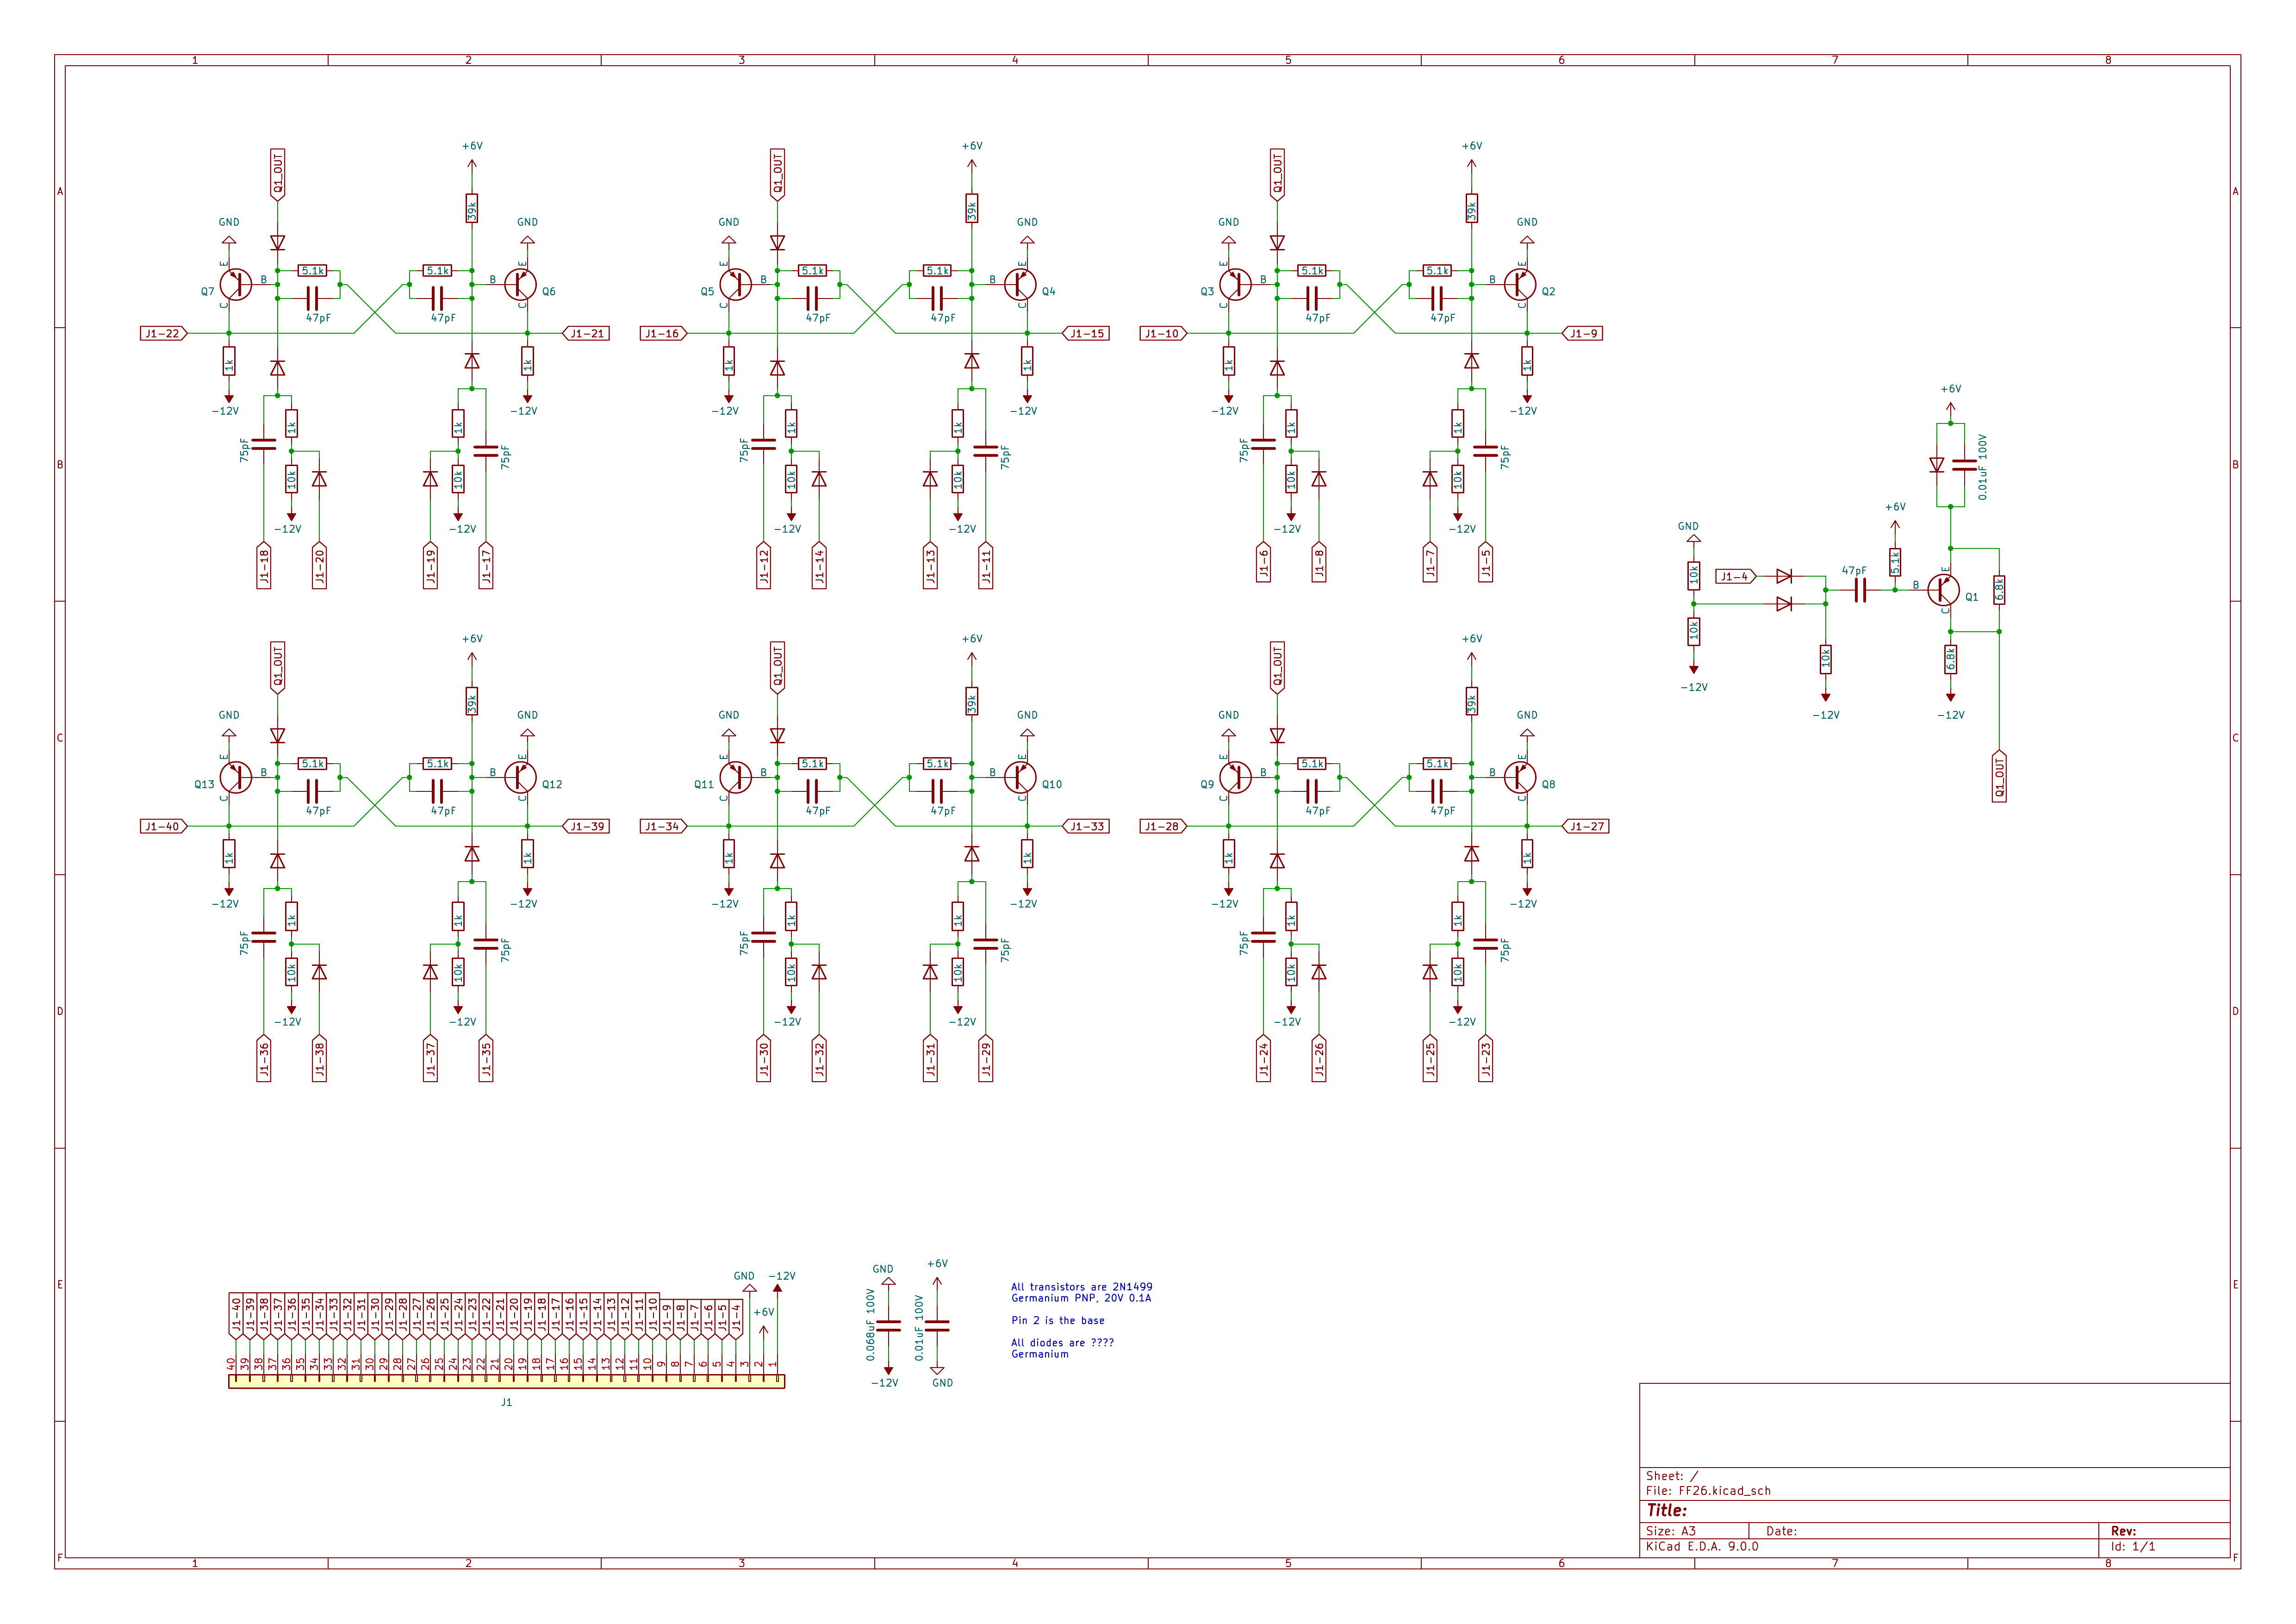 1 2 3 4 5 6 7 8
A A
B B
C C
D D
E E
F F
Q1_OUT +6V Q1_OUT +6V Q1_OUT +6V
39k 39k 39k
GND GND GND GND GND GND
E 5.1k 5.1k E E 5.1k 5.1k E E 5.1k 5.1k E
Q7 B B Q6 Q5 B B Q4 Q3 B B Q2
C 47pF 47pF C C 47pF 47pF C C 47pF 47pF C
J1-22 J1-21 J1-16 J1-15 J1-10 J1-9
1k 1k 1k 1k 1k 1k
-12V -12V -12V -12V -12V -12V
1k 1k 1k 1k 1k 1k
75pF 75pF 75pF 75pF 75pF 75pF
10k 10k 10k 10k 10k 10k
-12V -12V -12V -12V -12V -12V
J1-18 J1-20 J1-19 J1-17 J1-12 J1-14 J1-13 J1-11 J1-6 J1-8 J1-7 J1-5
+6V
0.01uF 100V
+6V
GND
10k J1-4 47pF 5.1k E
B Q1 6.8k
10k C
10k 6.8k
-12V
-12V -12V
Q1_OUT
Q1_OUT +6V Q1_OUT +6V Q1_OUT +6V
39k 39k 39k
GND GND GND GND GND GND
E 5.1k 5.1k E E 5.1k 5.1k E E 5.1k 5.1k E
Q13 B B Q12 Q11 B B Q10 Q9 B B Q8
C 47pF 47pF C C 47pF 47pF C C 47pF 47pF C
J1-40 J1-39 J1-34 J1-33 J1-28 J1-27
1k 1k 1k 1k 1k 1k
-12V -12V -12V -12V -12V -12V
1k 1k 1k 1k 1k 1k
75pF 75pF 75pF 75pF 75pF 75pF
10k 10k 10k 10k 10k 10k
-12V -12V -12V -12V -12V -12V
J1-36 J1-38 J1-37 J1-35 J1-30 J1-32 J1-31 J1-29 J1-24 J1-26 J1-25 J1-23
GND -12V
+6V
J1-40 J1-39 J1-38 J1-37 J1-36 J1-35 J1-34 J1-33 J1-32 J1-31 J1-30 J1-29 J1-28 J1-27 J1-26 J1-25 J1-24 J1-23 J1-22 J1-21 J1-20 J1-19 J1-18 J1-17 J1-16 J1-15 J1-14 J1-13 J1-12 J1-11 J1-10 J1-9 J1-8 J1-7 J1-6 J1-5 J1-4
40 39 38 37 36 35 34 33 32 31 30 29 28 27 26 25 24 23 22 21 20 19 18 17 16 15 14 13 12 11 10 9 8 7 6 5 4 3 2 1
J1
GND +6V
0.068uF 100V 0.01uF 100V
-12V GND
All transistors are 2N1499
Germanium PNP, 20V 0.1A
Pin 2 is the base
All diodes are ????
Germanium
Sheet: /
File: FF26.kicad_sch
Title:
Size: A3 Date: Rev:
KiCad E.D.A. 9.0.0 Id: 1/1
1 2 3 4 5 6 7 8